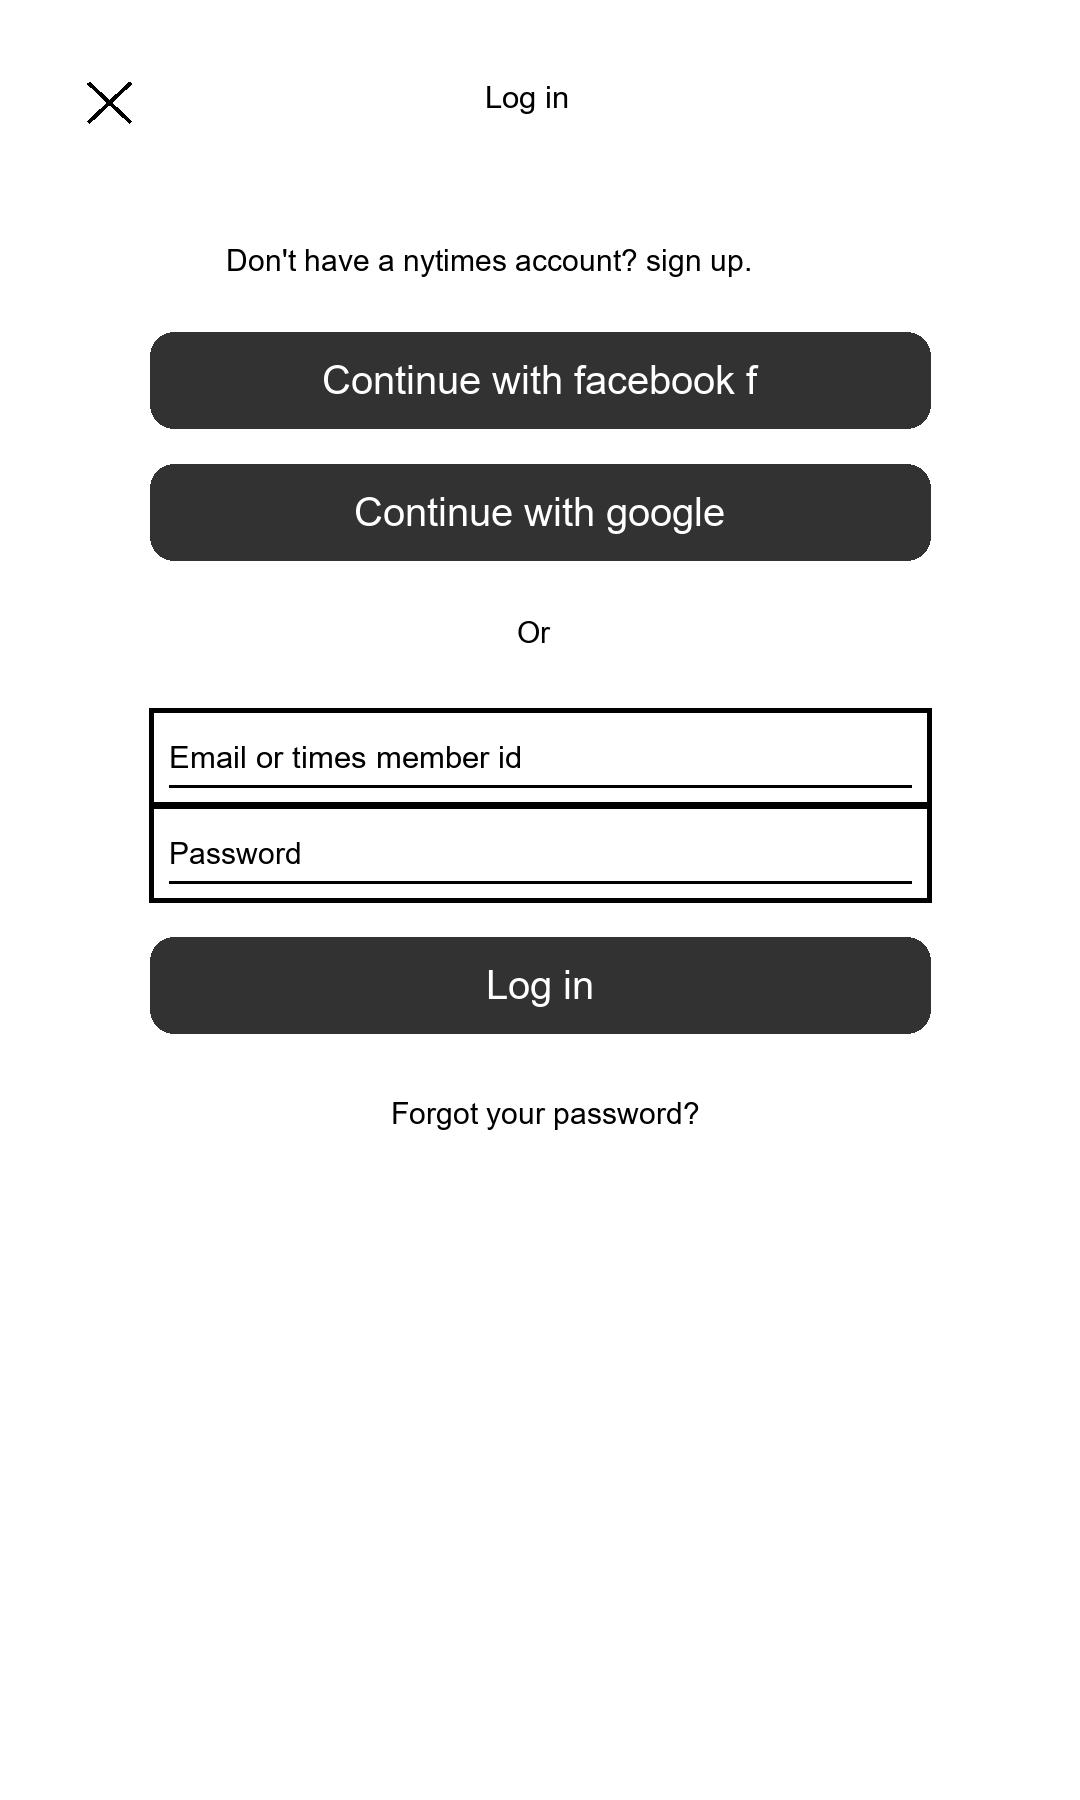 Log in
Don't have a nytimes account? sign up.
Continue with facebook f
Continue with google
Or
Email or times member id
Password
Log in
Forgot your password?